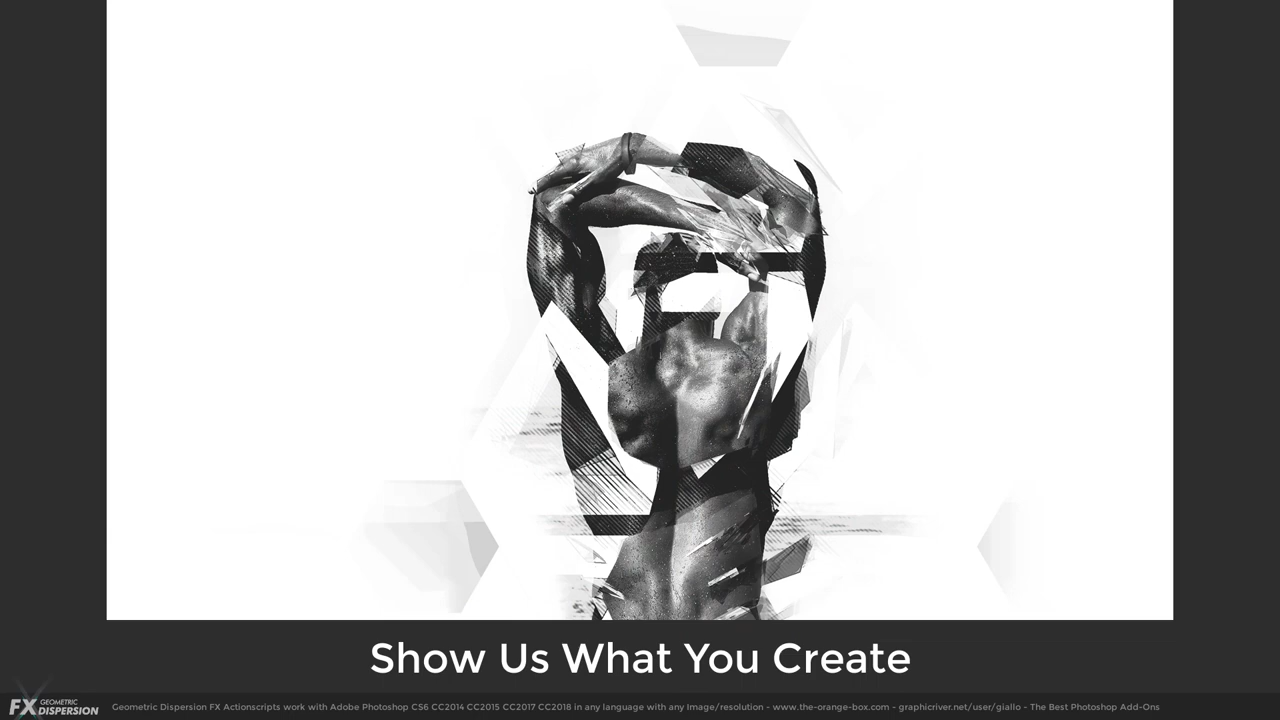 Show Us What You Create
FX GEOMETRIC DISPERSION
Geometric Dispersion FX Actionscripts work with Adobe Photoshop CS6 CC2014 CC2015 CC2017 CC2018 in any language with any Image/resolution - www.the-orange-box.com - graphicriver.net/user/giallo - The Best Photoshop Add-Ons